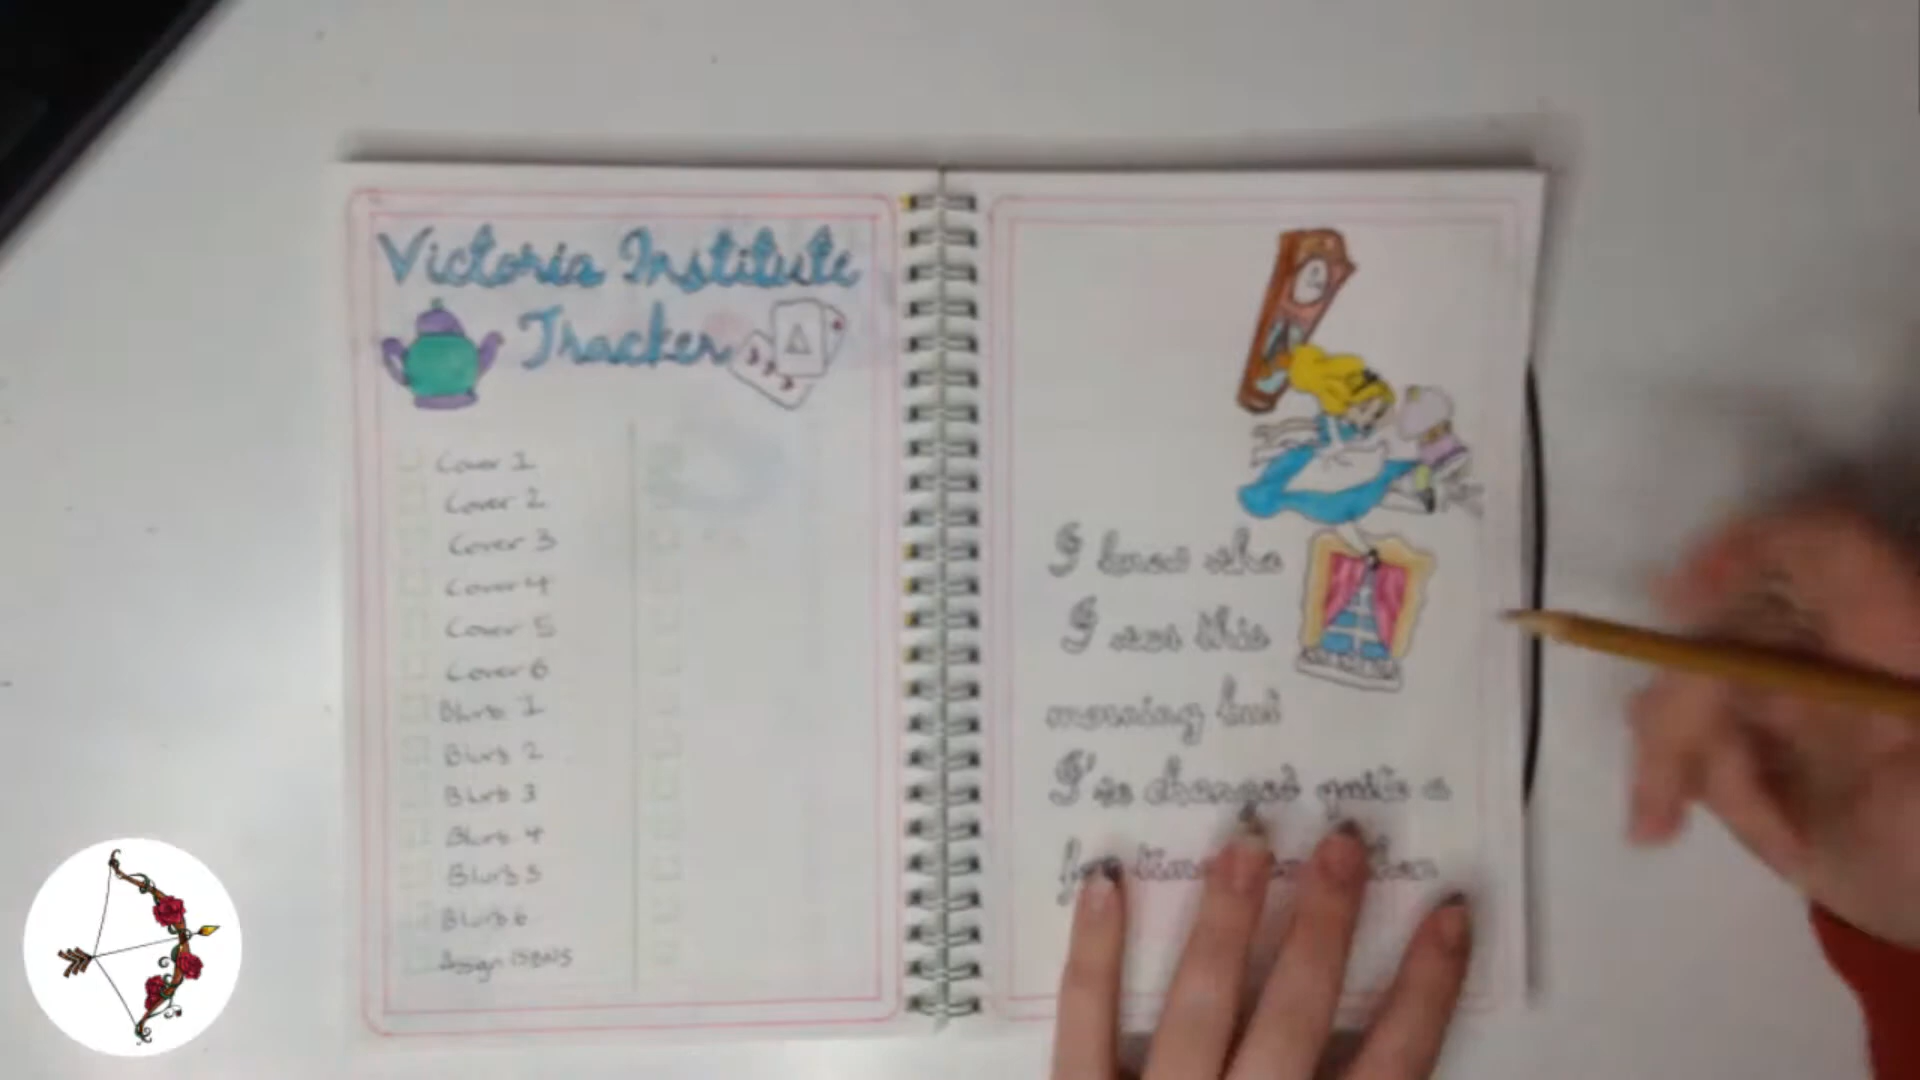 Victoria Institute
Tracker
Cover 1
Cover 2
Cover 3
Cover 4
Cover 5
Cover 6
Blurb 1
Blurb 2
Blurb 3
Blurb 4
Blurb 5
Blurb 6
Assign ISBNS
I knew who
I was this
morning but
I've changed quite a
few